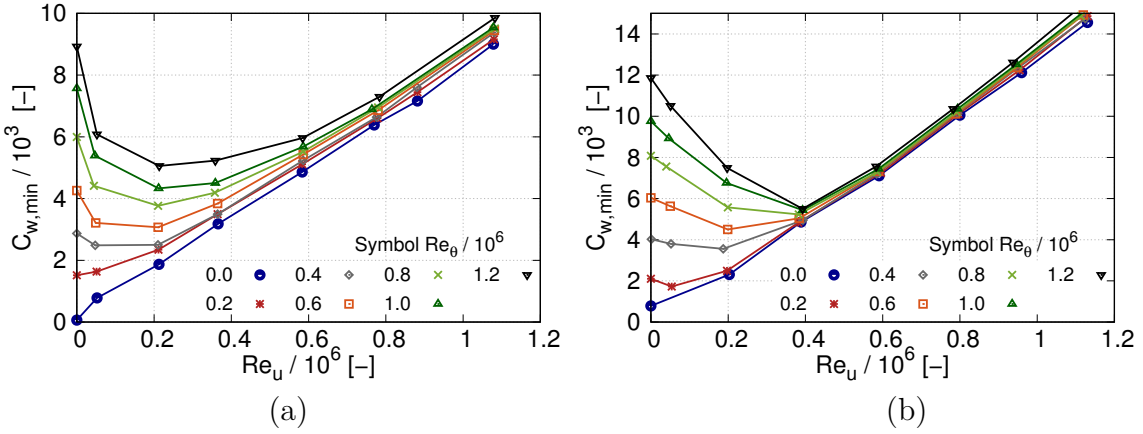 10
8
6
4
2
0
C_w,min / 10^3 [–]
0 0.2 0.4 0.6 0.8 1 1.2
Re_u / 10^6 [–]
Symbol Re_θ / 10^6
0.0 0.4 0.8 1.2
0.2 0.6 1.0
(a)
14
12
10
8
6
4
2
0
C_w,min / 10^3 [–]
0 0.2 0.4 0.6 0.8 1 1.2
Re_u / 10^6 [–]
Symbol Re_θ / 10^6
0.0 0.4 0.8 1.2
0.2 0.6 1.0
(b)